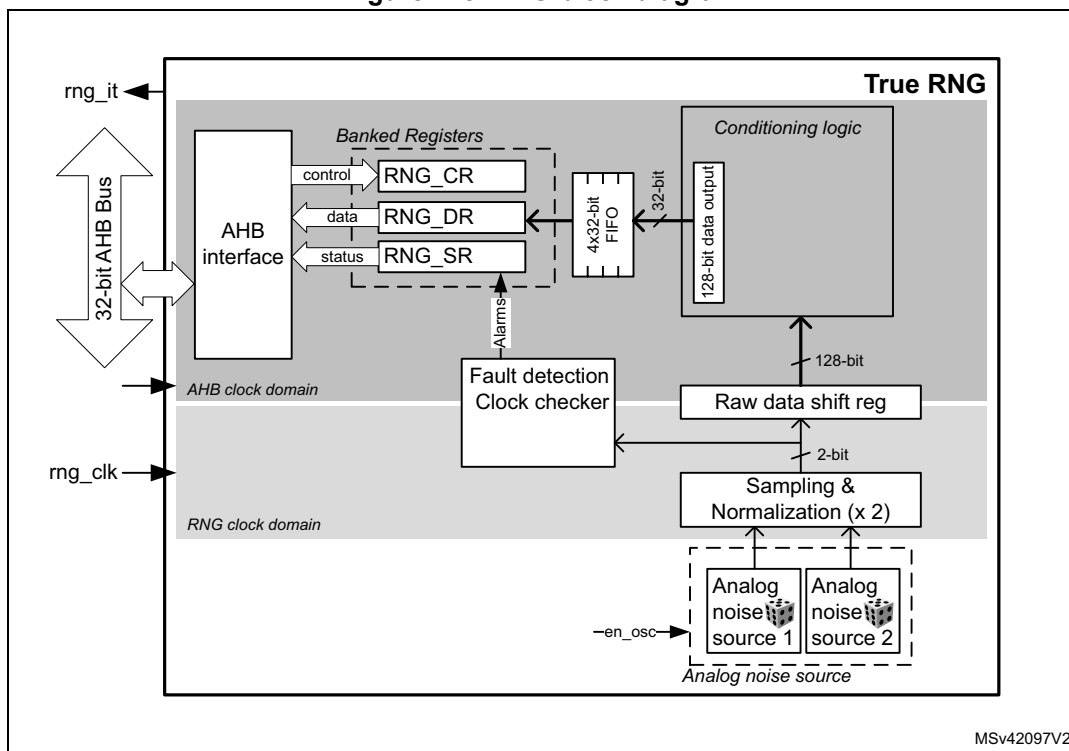 True RNG
rng_it
32-bit AHB Bus
AHB
interface
Banked Registers
control
RNG_CR
data
RNG_DR
status
RNG_SR
Alarms
4x32-bit
FIFO
32-bit
Conditioning logic
128-bit data output
128-bit
AHB clock domain
Fault detection
Clock checker
Raw data shift reg
2-bit
rng_clk
RNG clock domain
Sampling &
Normalization (x 2)
Analog
noise
source 1
Analog
noise
source 2
en_osc
Analog noise source
MSv42097V2